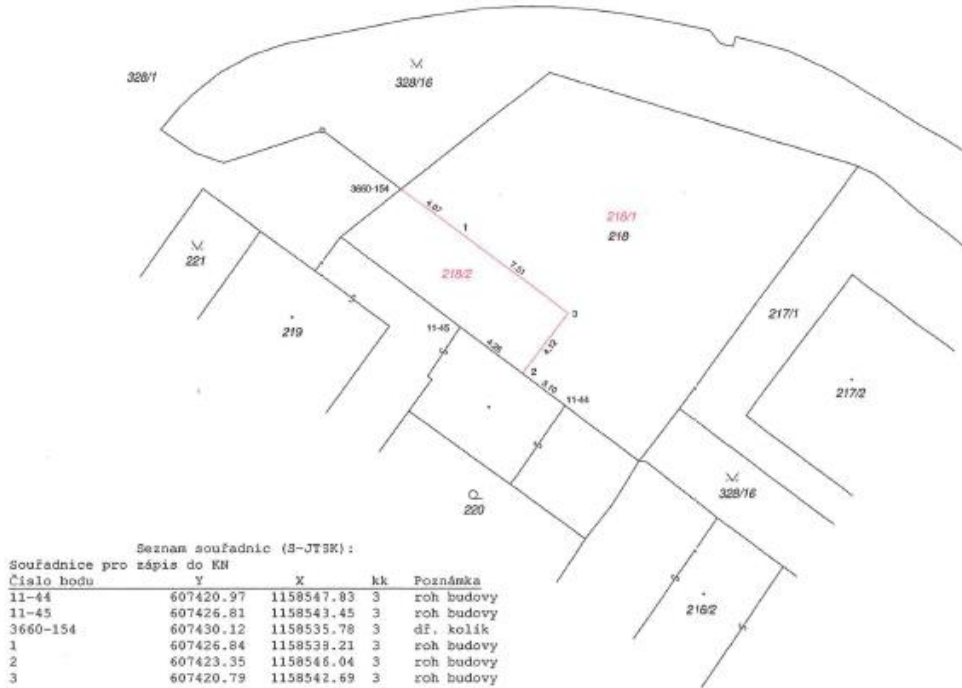 328/1
328/16
3660-154
4.07
1
218/1
218
7.51
221
218/2
3
217/1
219
11-45
4.12
2
3.10
11-44
217/2
328/16
220
216/2
Seznam souřadnic (S-JTSK):
Souřadnice pro zápis do KN
Číslo bodu Y X kk Poznámka
11-44 607420.97 1158547.83 3 roh budovy
11-45 607426.81 1158543.45 3 roh budovy
3660-154 607430.12 1158535.78 3 dř. kolík
1 607426.84 1158538.21 3 roh budovy
2 607423.35 1158546.04 3 roh budovy
3 607420.79 1158542.69 3 roh budovy